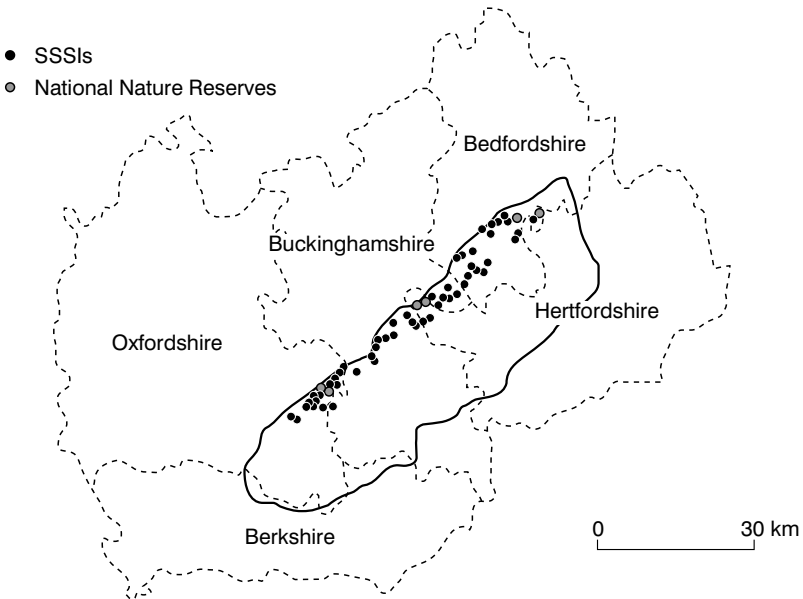 SSSIs
National Nature Reserves
Bedfordshire
Buckinghamshire
Hertfordshire
Oxfordshire
Berkshire
0 30 km